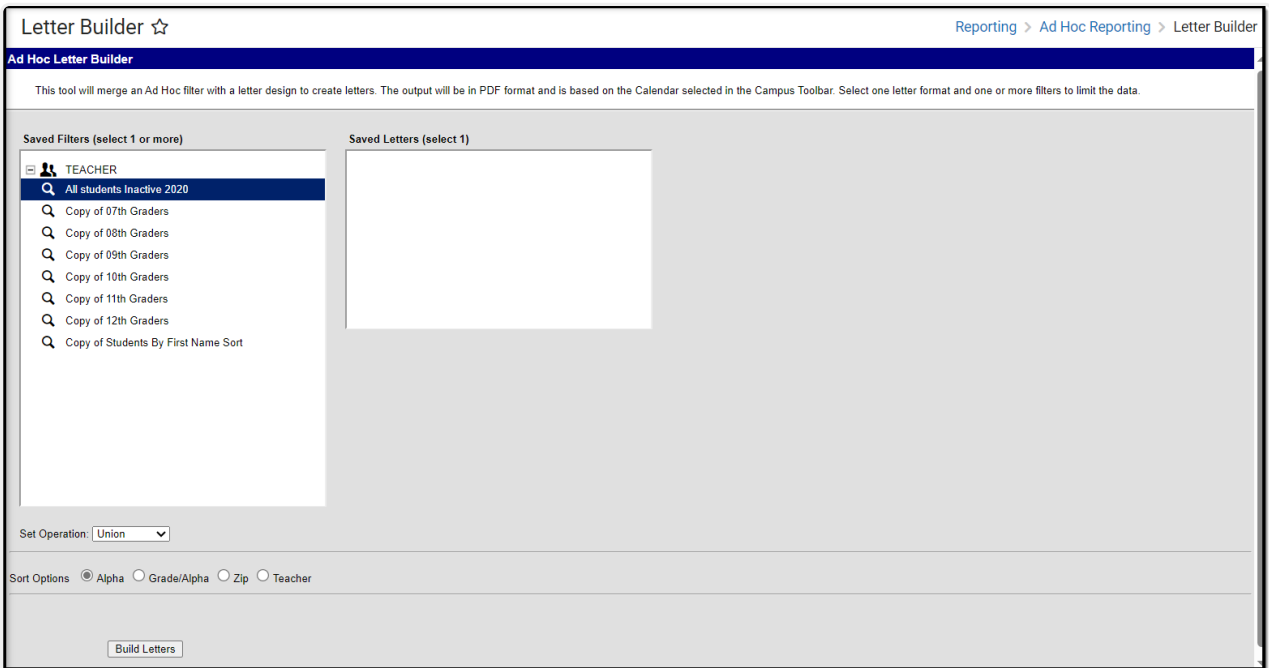 Letter Builder
Reporting > Ad Hoc Reporting > Letter Builder
Ad Hoc Letter Builder
This tool will merge an Ad Hoc filter with a letter design to create letters. The output will be in PDF format and is based on the Calendar selected in the Campus Toolbar. Select one letter format and one or more filters to limit the data.
Saved Filters (select 1 or more)
Saved Letters (select 1)
TEACHER
All students Inactive 2020
Copy of 07th Graders
Copy of 08th Graders
Copy of 09th Graders
Copy of 10th Graders
Copy of 11th Graders
Copy of 12th Graders
Copy of Students By First Name Sort
Set Operation: Union
Sort Options Alpha Grade/Alpha Zip Teacher
Build Letters